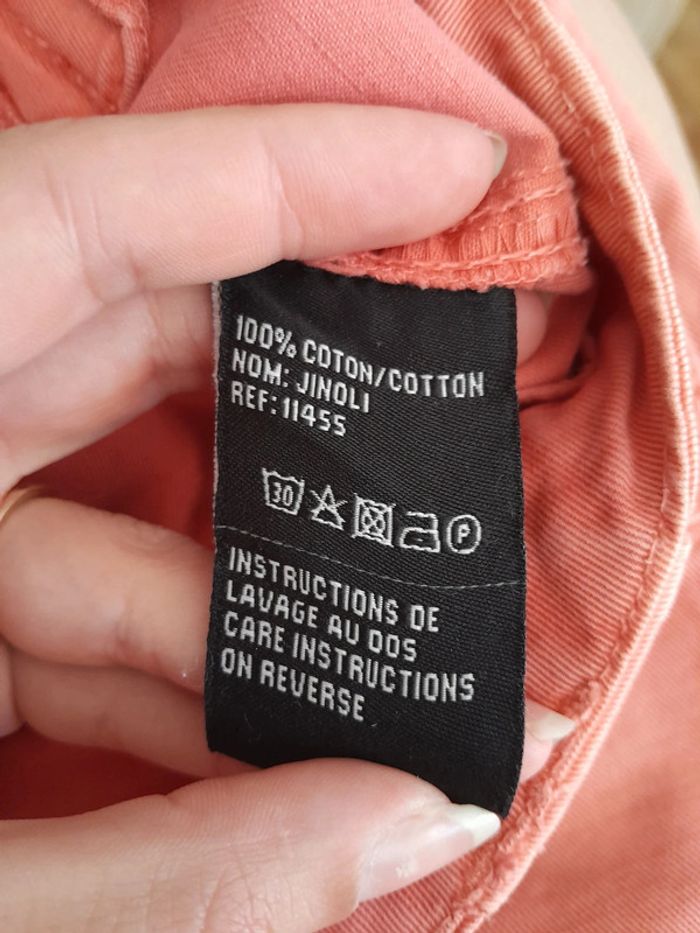 100% COTON/COTTON
NOM: JINOLI
REF: 11455
30 P
INSTRUCTIONS DE
LAVAGE AU DOS
CARE INSTRUCTIONS
ON REVERSE